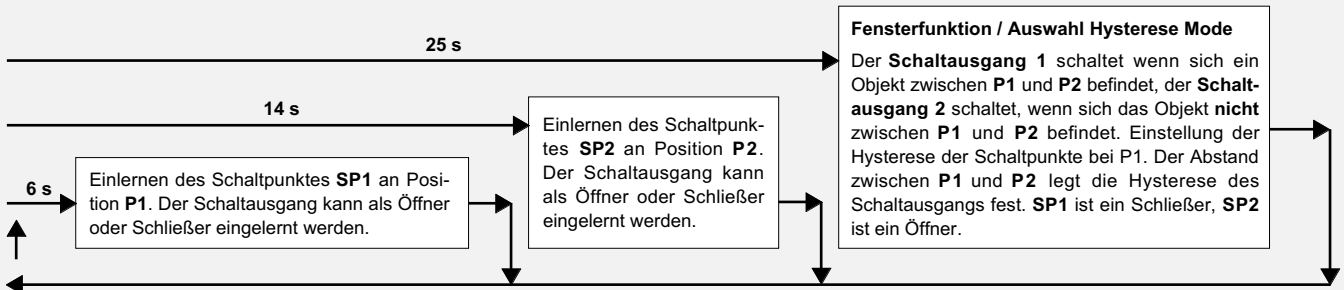 25 s
Fensterfunktion / Auswahl Hysterese Mode
Der Schaltausgang 1 schaltet wenn sich ein
Objekt zwischen P1 und P2 befindet, der Schalt-
ausgang 2 schaltet, wenn sich das Objekt nicht
zwischen P1 und P2 befindet. Einstellung der
Hysterese der Schaltpunkte bei P1. Der Abstand
zwischen P1 und P2 legt die Hysterese des
Schaltausgangs fest. SP1 ist ein Schließer, SP2
ist ein Öffner.
14 s
Einlernen des Schaltpunk-
tes SP2 an Position P2.
Der Schaltausgang kann
als Öffner oder Schließer
eingelernt werden.
6 s
Einlernen des Schaltpunktes SP1 an Posi-
tion P1. Der Schaltausgang kann als Öffner
oder Schließer eingelernt werden.